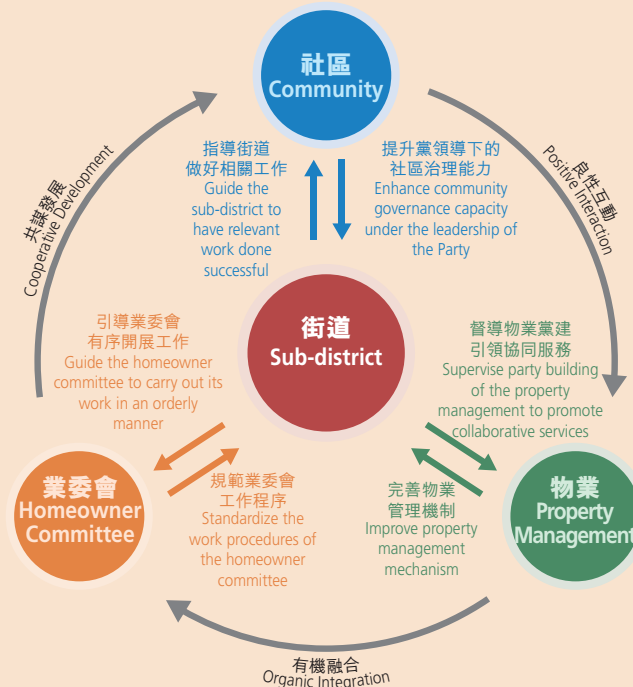 社區
Community
指導街道
做好相關工作
Guide the
sub-district to
have relevant
work done
successful
提升黨領導下的
社區治理能力
Enhance community
governance capacity
under the leadership of
the Party
共謀發展
Cooperative Development
良性互動
Positive Interaction
街道
Sub-district
引導業委會
有序開展工作
Guide the homeowner
committee to carry out its
work in an orderly
manner
督導物業黨建
引領協同服務
Supervise party building
of the property
management to promote
collaborative services
業委會
Homeowner
Committee
規範業委會
工作程序
Standardize the
work procedures of
the homeowner
committee
完善物業
管理機制
Improve property
management
mechanism
物業
Property
Management
有機融合
Organic Integration